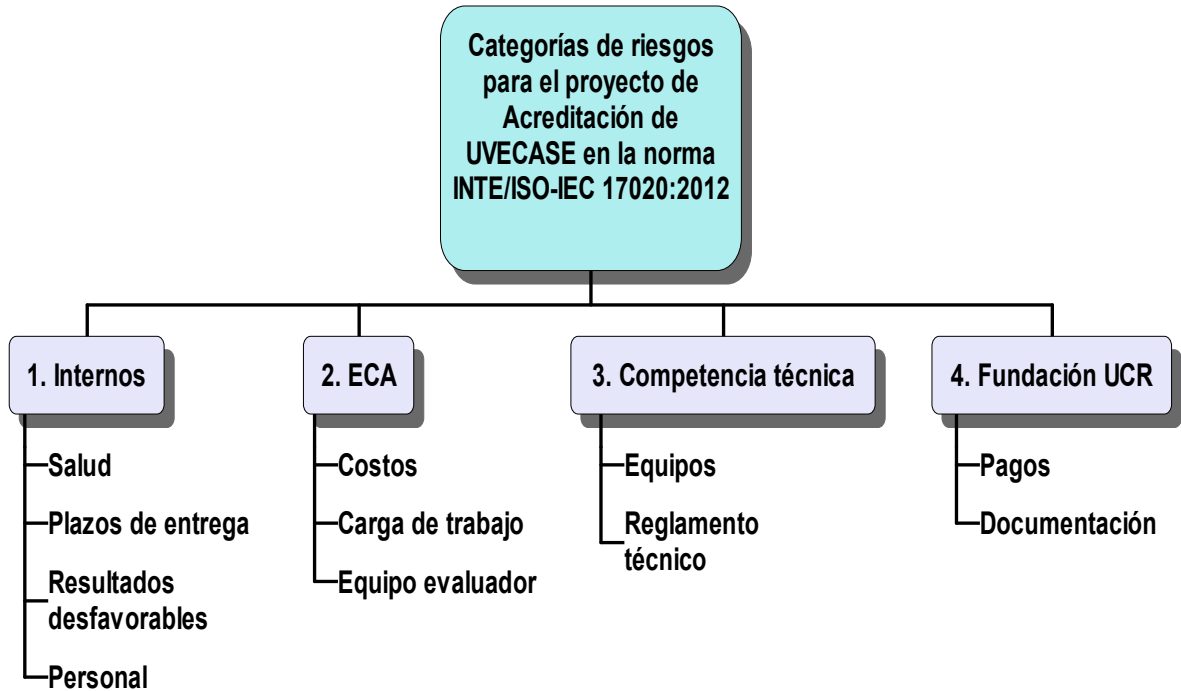 Categorías de riesgos
para el proyecto de
Acreditación de
UVECASE en la norma
INTE/ISO-IEC 17020:2012
1. Internos
Salud
Plazos de entrega
Resultados
desfavorables
Personal
2. ECA
Costos
Carga de trabajo
Equipo evaluador
3. Competencia técnica
Equipos
Reglamento
técnico
4. Fundación UCR
Pagos
Documentación